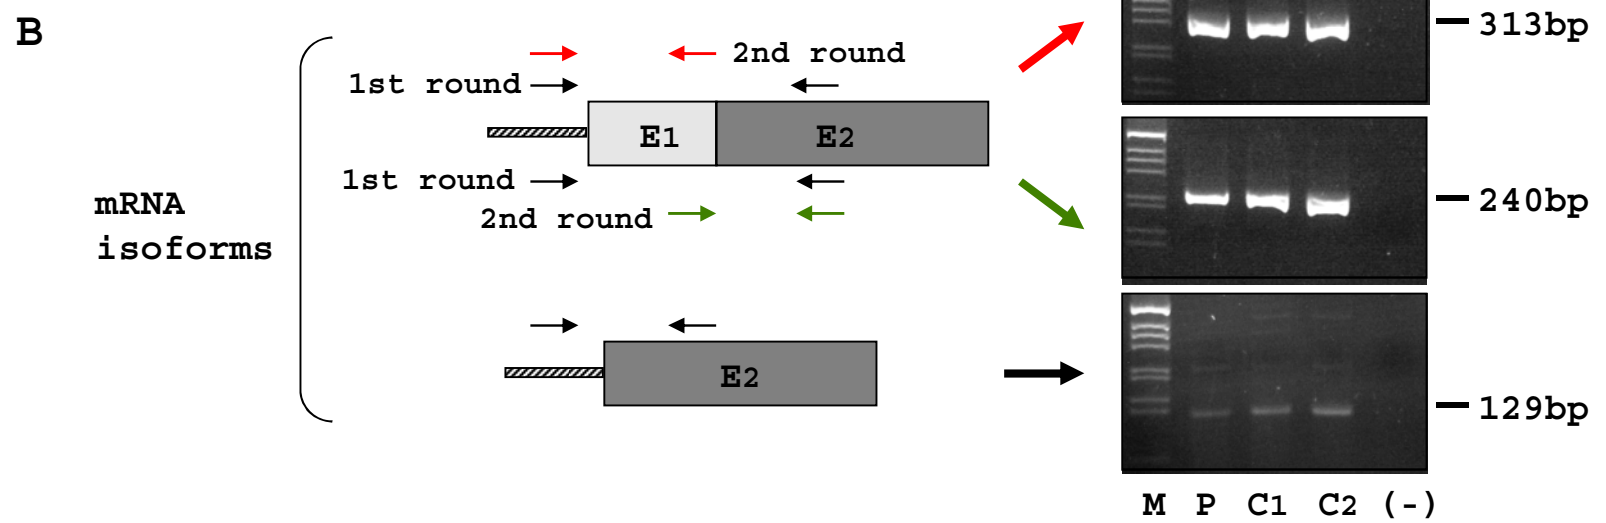 B
313bp
2nd round
1st round
E1 E2
1st round
2nd round
240bp
mRNA
isoforms
E2
129bp
M P C1 C2 (-)